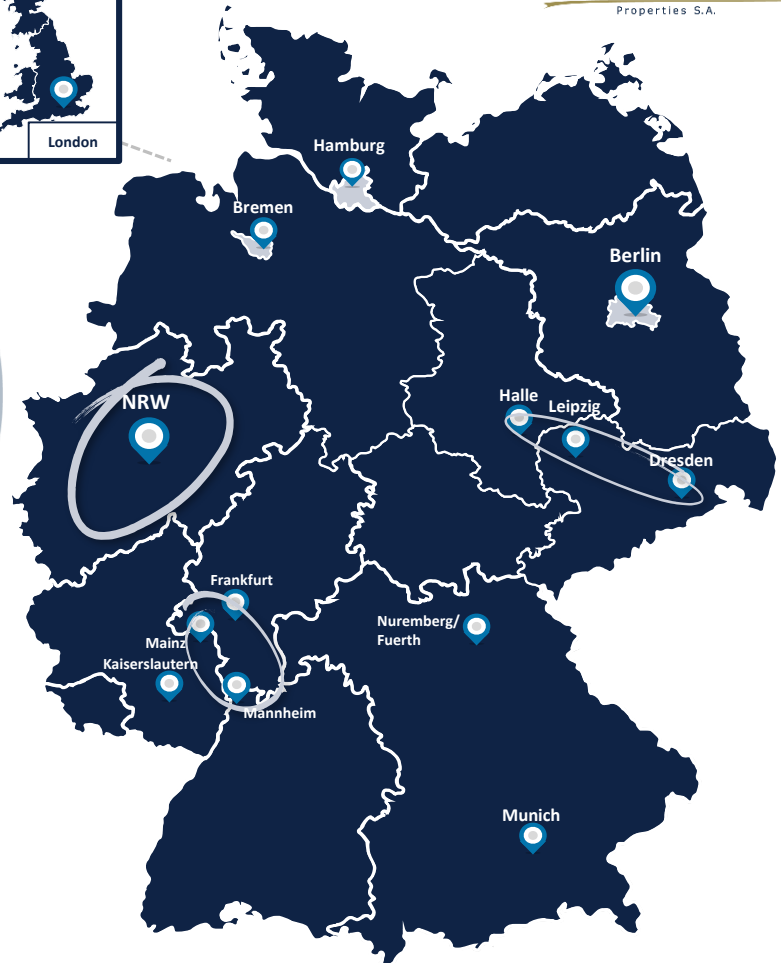 Properties S.A.
London
Hamburg
Bremen
Berlin
NRW
Halle
Leipzig
Dresden
Frankfurt
Nuremberg/
Fuerth
Mainz
Kaiserslautern
Mannheim
Munich